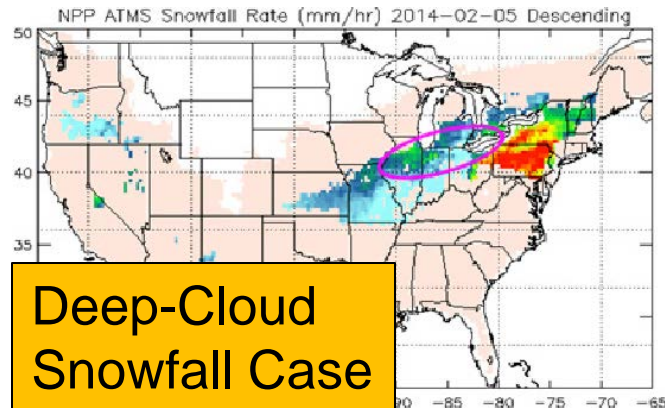 NPP ATMS Snowfall Rate (mm/hr) 2014-02-05 Descending
50
45
40
35
Deep-Cloud
Snowfall Case
90 -85 -80 -75 -70 -65